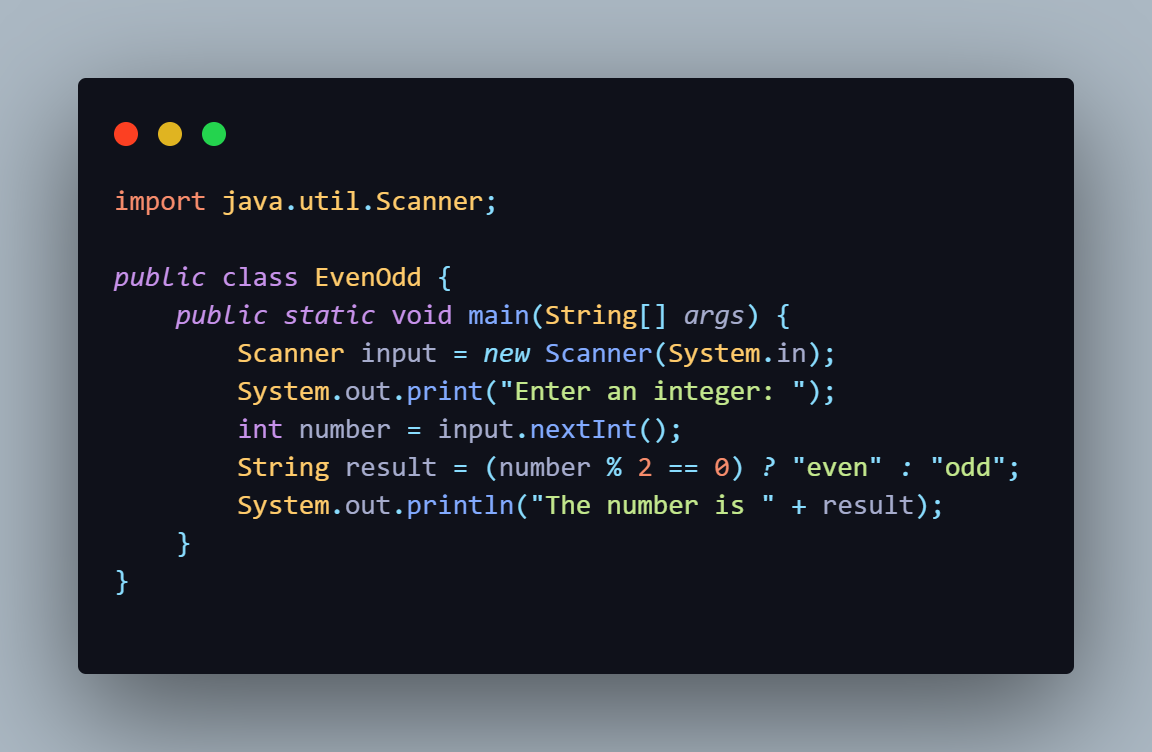 import java.util.Scanner;

public class EvenOdd {
    public static void main(String[] args) {
        Scanner input = new Scanner(System.in);
        System.out.print("Enter an integer: ");
        int number = input.nextInt();
        String result = (number % 2 == 0) ? "even" : "odd";
        System.out.println("The number is " + result);
    }
}